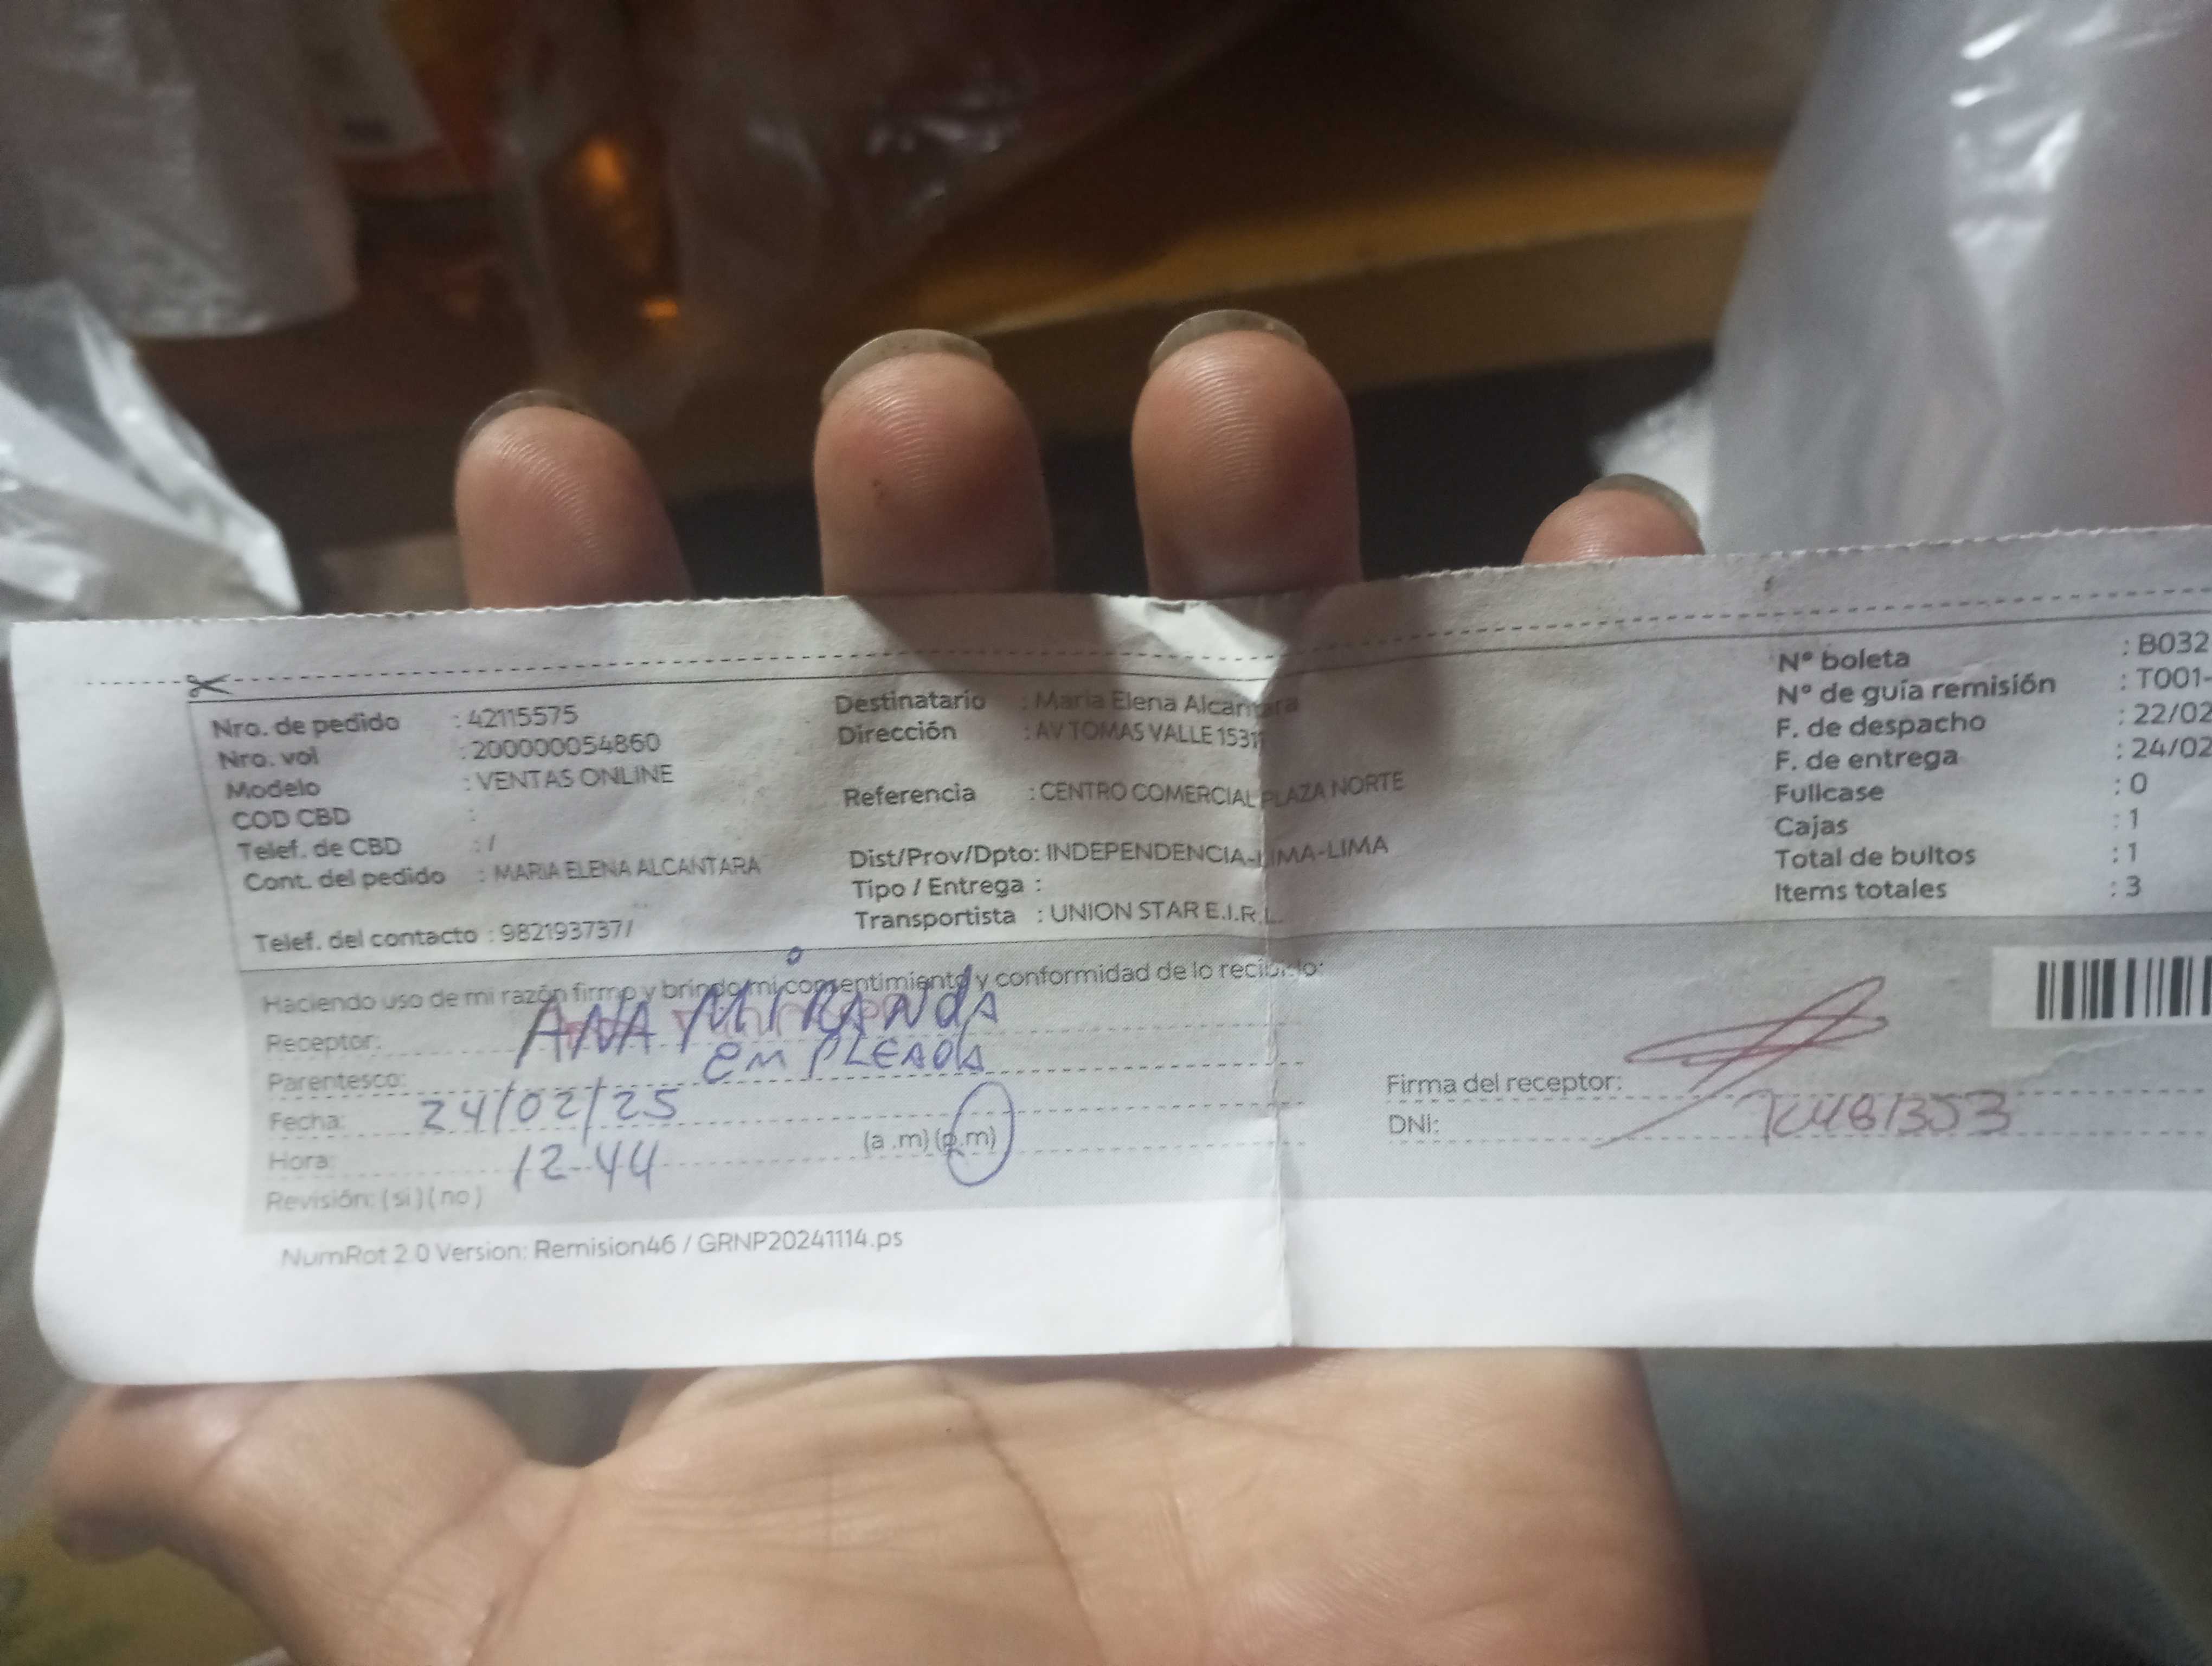 Nro. de pedido : 42115575
Nro. vol : 200000054860
Modelo : VENTAS ONLINE
COD CBD :
Telef. de CBD : /
Cont. del pedido : MARIA ELENA ALCANTARA
Telef. del contacto : 982193737/
Destinatario : Maria Elena Alcantara
Dirección : AV TOMAS VALLE 1531
Referencia : CENTRO COMERCIAL PLAZA NORTE
Dist/Prov/Dpto: INDEPENDENCIA-LIMA-LIMA
Tipo / Entrega :
Transportista : UNION STAR E.I.R.L.
Nº boleta : B032
Nº de guía remisión : T001-
F. de despacho : 22/02
F. de entrega : 24/02
Fullcase : 0
Cajas : 1
Total de bultos : 1
Items totales : 3
Haciendo uso de mi razón firmo y brindo mi consentimiento y conformidad de lo recibido:
Receptor: ANA MIRANDA
Parentesco: EMPLEADA
Fecha: 24/02/25
Hora: 12-44 (a .m) (p.m)
Revisión: (si) (no)
Firma del receptor:
DNI:
NumRot 2.0 Version: Remision46 / GRNP20241114.ps